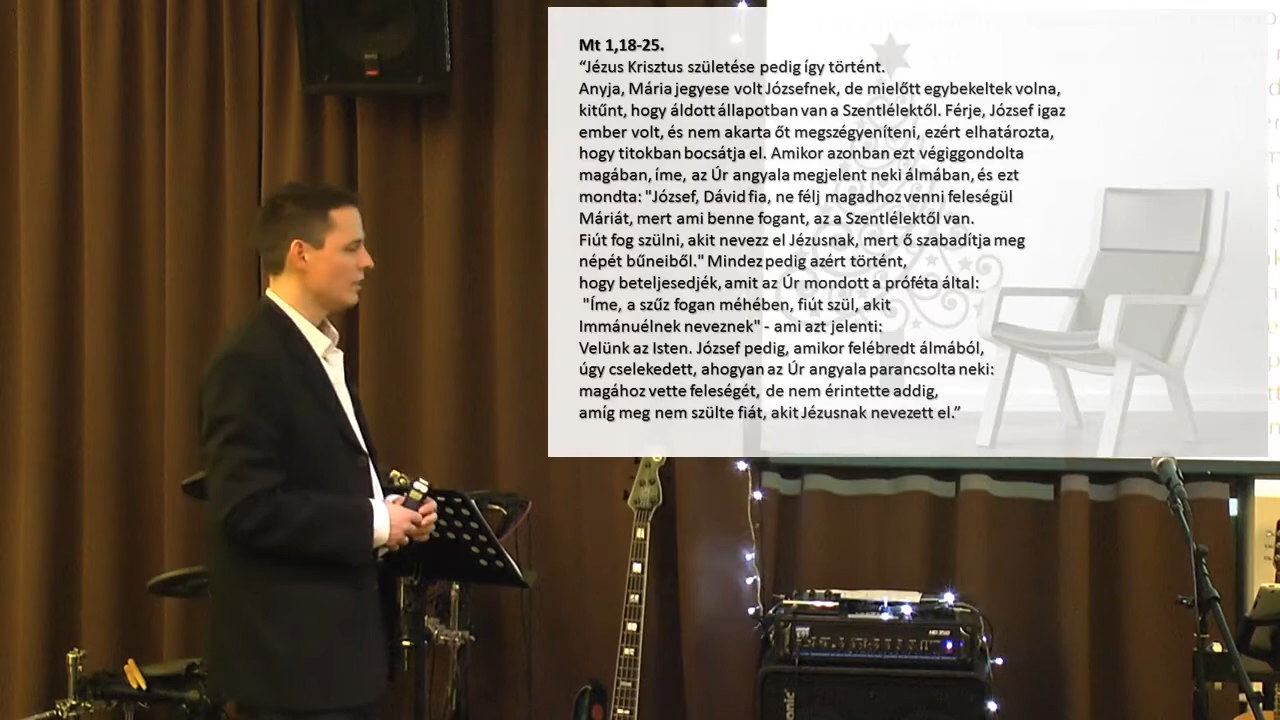 Mt 1,18-25.
“Jézus Krisztus születése pedig így történt.
Anyja, Mária jegyese volt Józsefnek, de mielőtt egybekeltek volna,
kitűnt, hogy áldott állapotban van a Szentlélektől. Férje, József igaz
ember volt, és nem akarta őt megszégyeníteni, ezért elhatározta,
hogy titokban bocsátja el. Amikor azonban ezt végiggondolta
magában, íme, az Úr angyala megjelent neki álmában, és ezt
mondta: "József, Dávid fia, ne félj magadhoz venni feleségül
Máriát, mert ami benne fogant, az a Szentlélektől van.
Fiút fog szülni, akit nevezz el Jézusnak, mert ő szabadítja meg
népét bűneiből." Mindez pedig azért történt,
hogy beteljesedjék, amit az Úr mondott a próféta által:
"Íme, a szűz fogan méhében, fiút szül, akit
Immánuélnek neveznek" - ami azt jelenti:
Velünk az Isten. József pedig, amikor felébredt álmából,
úgy cselekedett, ahogyan az Úr angyala parancsolta neki:
magához vette feleségét, de nem érintette addig,
amíg meg nem szülte fiát, akit Jézusnak nevezett el.”